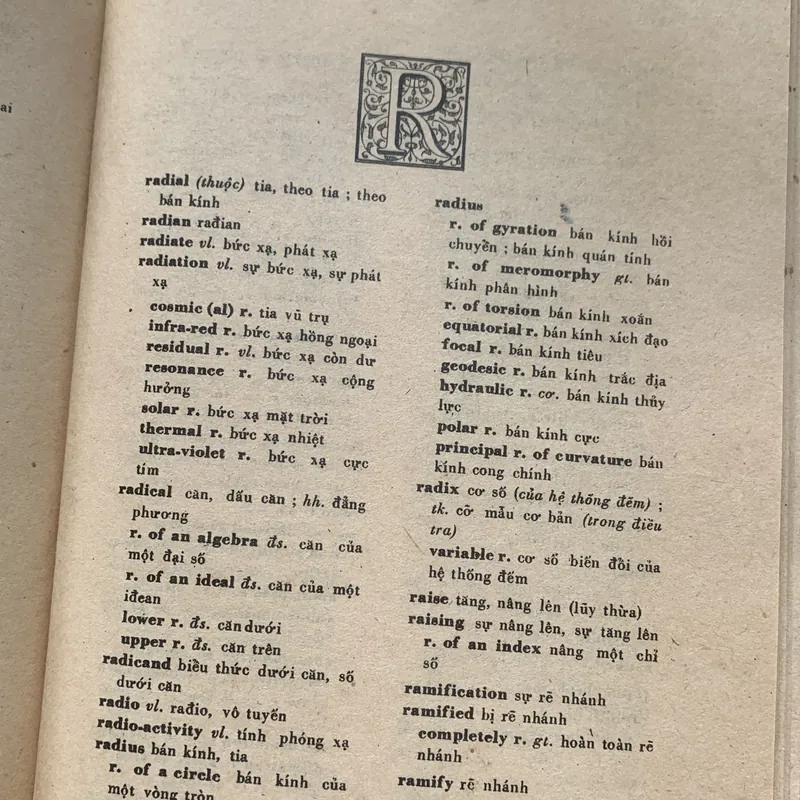 ai
R
radial (thuộc) tia, theo tia ; theo
bán kính
radian rađian
radiate vl. bức xạ, phát xạ
radiation vl. sự bức xạ, sự phát
xạ
cosmic (al) r. tia vũ trụ
infra-red r. bức xạ hồng ngoại
residual r. vl. bức xạ còn dư
resonance r. bức xạ cộng
hưởng
solar r. bức xạ mặt trời
thermal r. bức xạ nhiệt
ultra-violet r. bức xạ cực
tím
radical căn, dấu căn ; hh. đẳng
phương
r. of an algebra đs. căn của
một đại số
r. of an ideal đs. căn của một
iđean
lower r. đs. căn dưới
upper r. đs. căn trên
radicand biểu thức dưới căn, số
dưới căn
radio vl. rađio, vô tuyến
radio-activity vl. tính phóng xạ
radius bán kính, tia
r. of a circle bán kính của
một vòng tròn
radius
r. of gyration bán kính hồi
chuyển ; bán kính quán tính
r. of meromorphy gt. bán
kính phân hình
r. of torsion bán kính xoắn
equatorial r. bán kính xích đạo
focal r. bán kính tiêu
geodesic r. bán kính trắc địa
hydraulic r. cơ. bán kính thủy
lực
polar r. bán kính cực
principal r. of curvature bán
kính cong chính
radix cơ số (của hệ thống đếm) ;
tk. cỡ mẫu cơ bản (trong điều
tra)
variable r. cơ số biến đổi của
hệ thống đếm
raise tăng, nâng lên (lũy thừa)
raising sự nâng lên, sự tăng lên
r. of an index nâng một chỉ
số
ramification sự rẽ nhánh
ramified bị rẽ nhánh
completely r. gt. hoàn toàn rẽ
nhánh
ramify rẽ nhánh